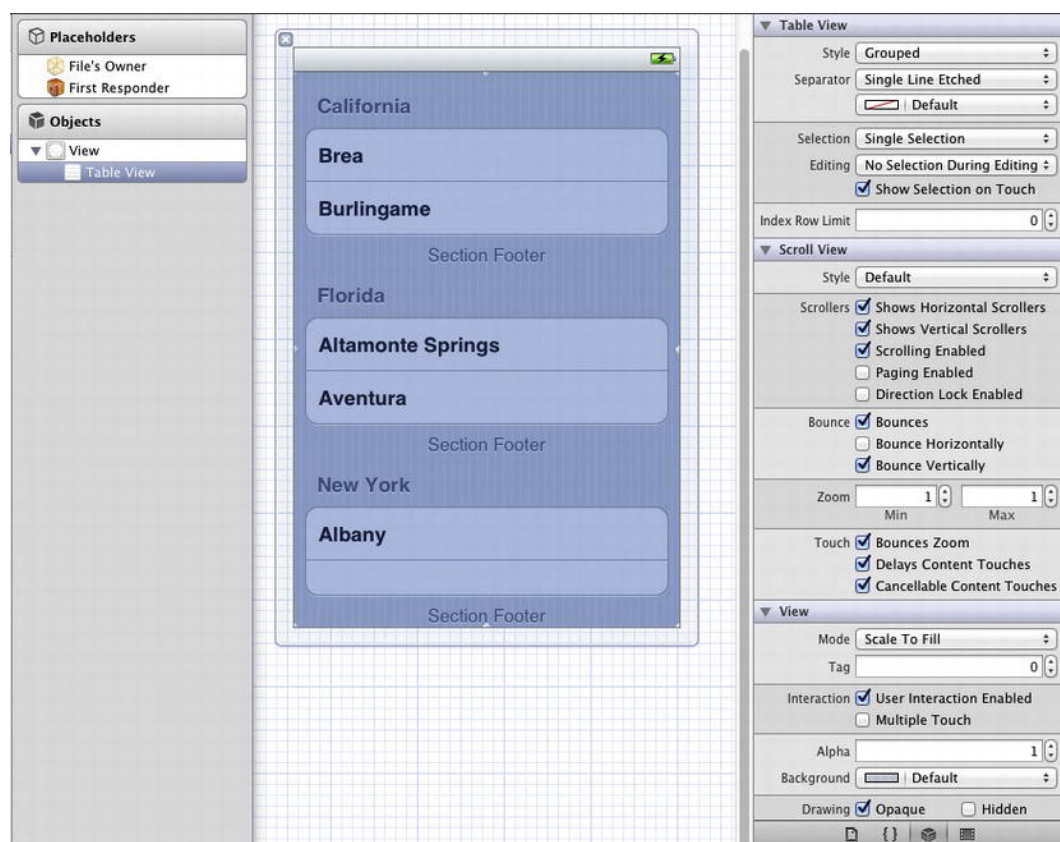 Placeholders
File's Owner
First Responder
Objects
View
Table View
California
Brea
Burlingame
Section Footer
Florida
Altamonte Springs
Aventura
Section Footer
New York
Albany
Section Footer
Table View
Style Grouped
Separator Single Line Etched
Default
Selection Single Selection
Editing No Selection During Editing
Show Selection on Touch
Index Row Limit 0
Scroll View
Style Default
Scrollers Shows Horizontal Scrollers
Shows Vertical Scrollers
Scrolling Enabled
Paging Enabled
Direction Lock Enabled
Bounce Bounces
Bounce Horizontally
Bounce Vertically
Zoom 1 1
Min Max
Touch Bounces Zoom
Delays Content Touches
Cancellable Content Touches
View
Mode Scale To Fill
Tag 0
Interaction User Interaction Enabled
Multiple Touch
Alpha 1
Background Default
Drawing Opaque Hidden
{ }